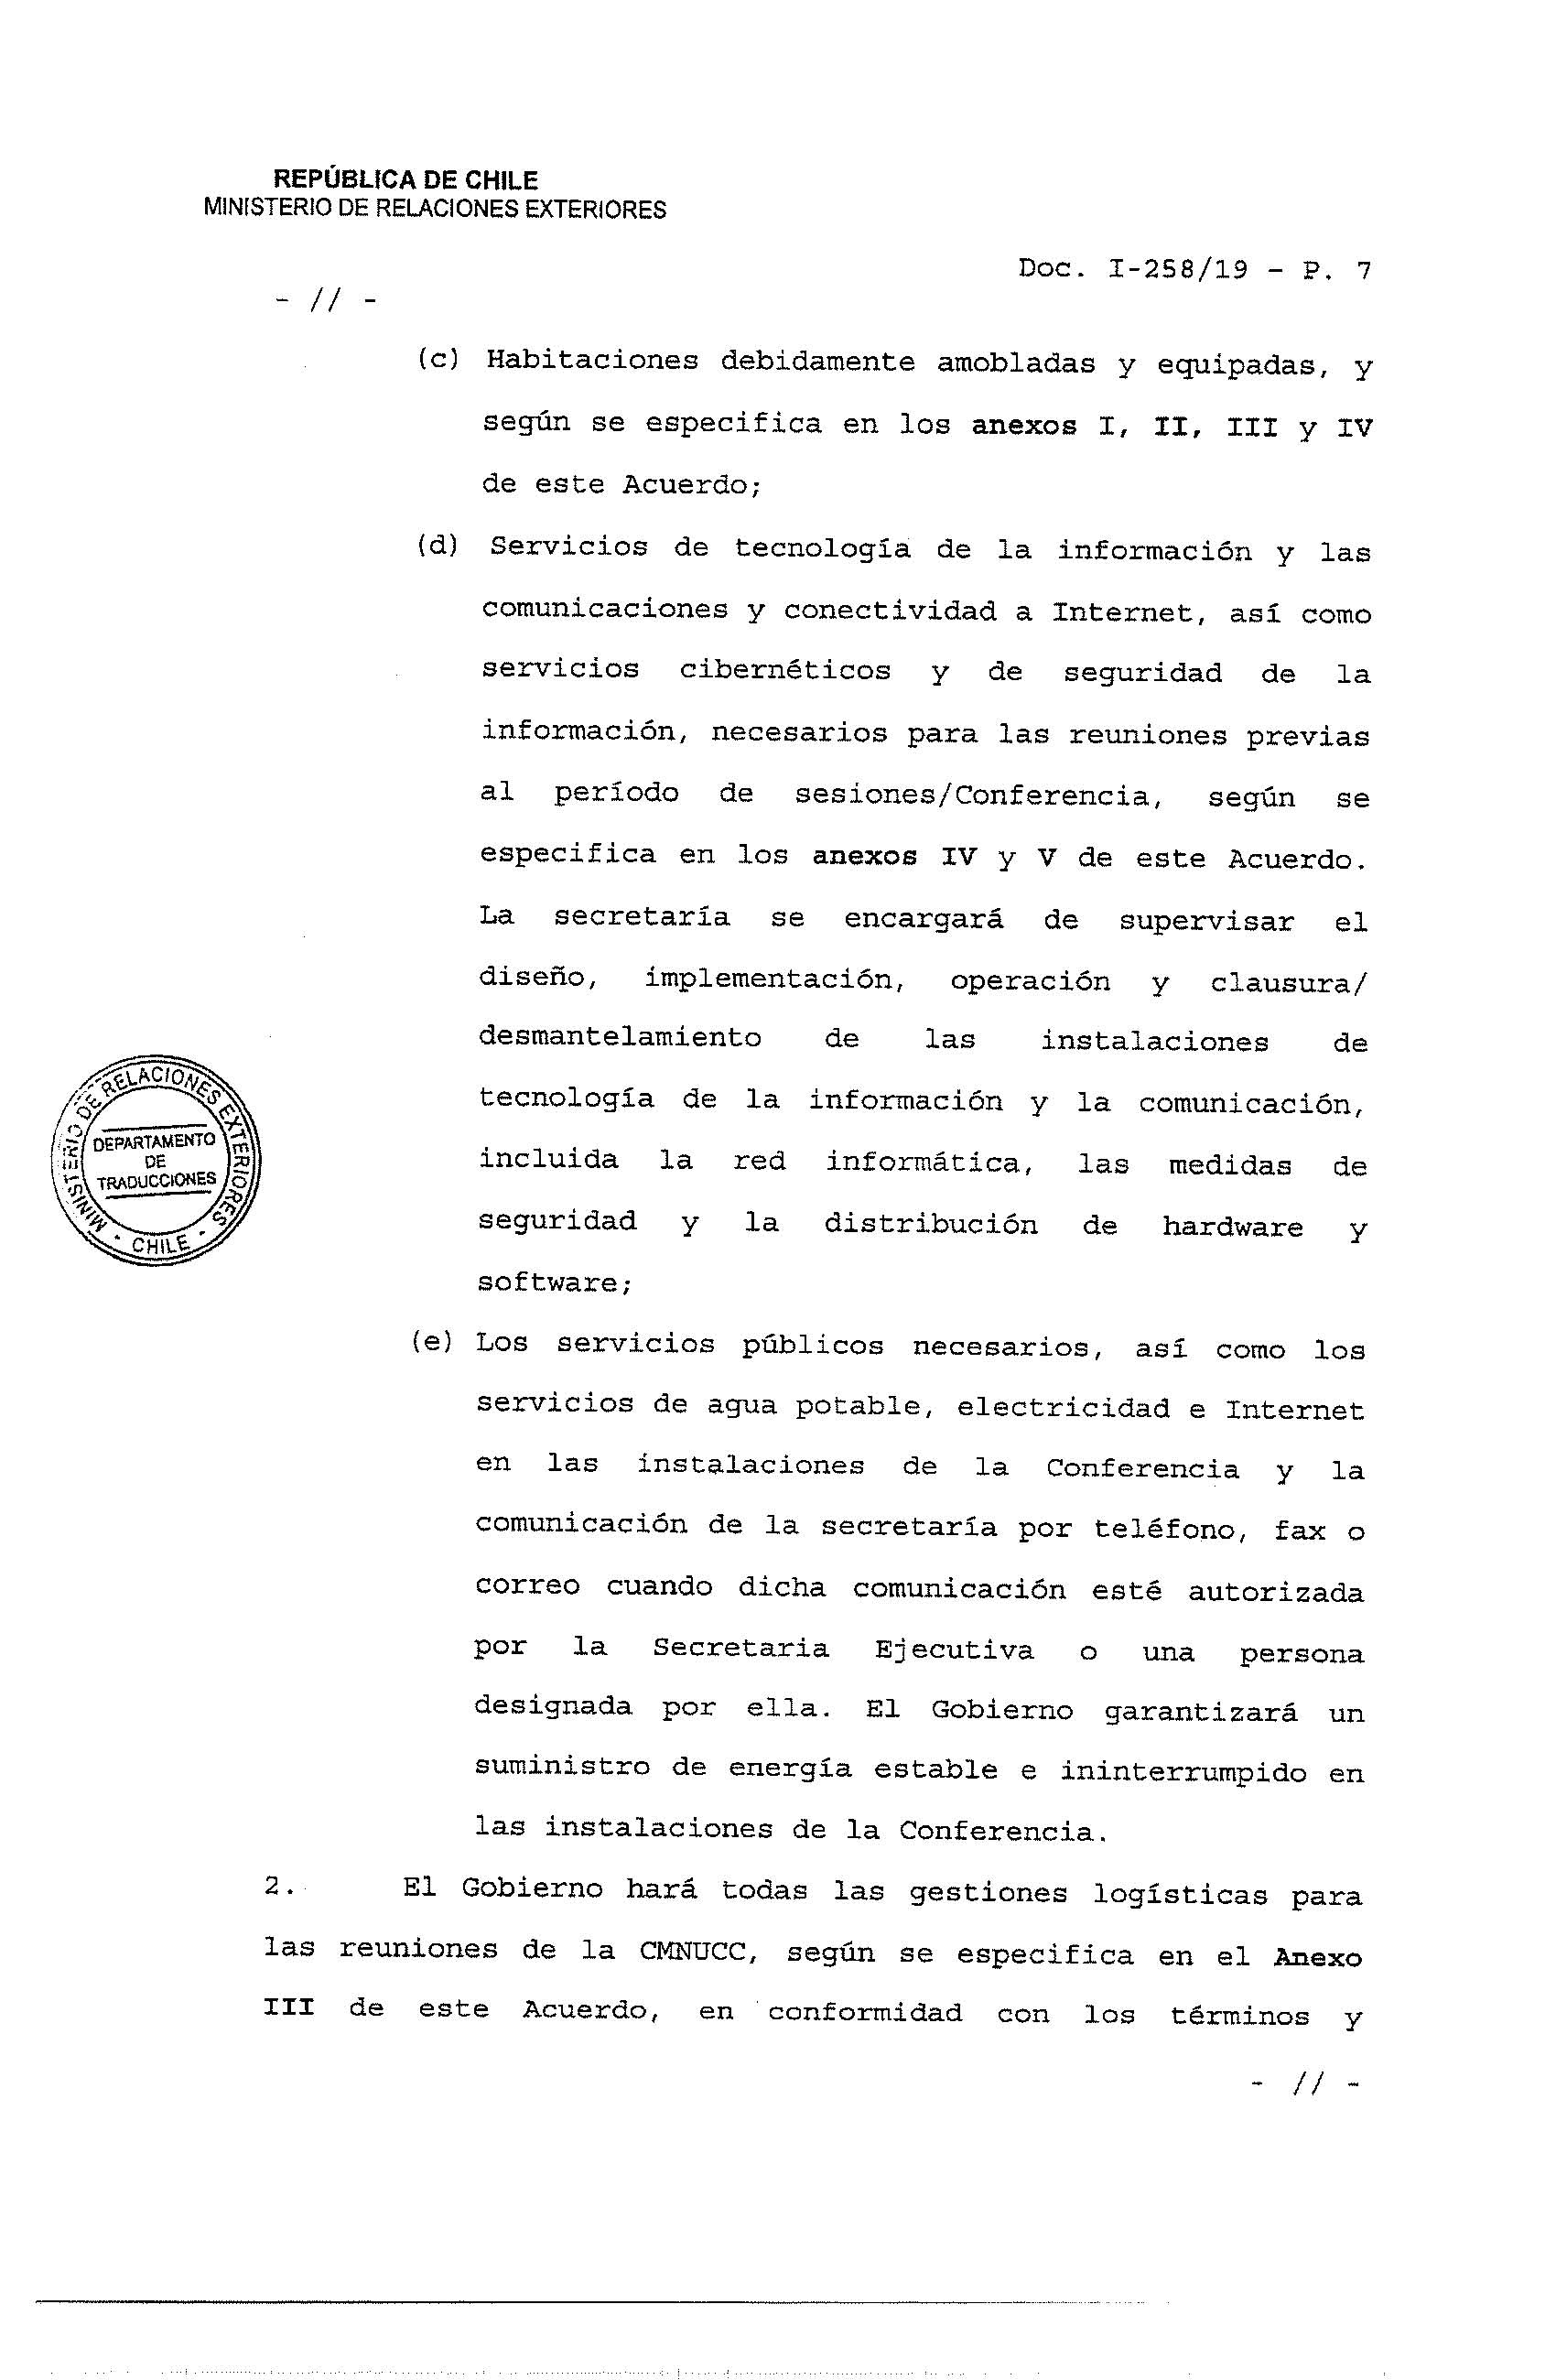 REPÚBLICA DE CHILE
MINISTERIO DE RELACIONES EXTERIORES
Doc. I-258/19 - P. 7
- // -
(c) Habitaciones debidamente amobladas y equipadas, y
según se especifica en los anexos I, II, III y IV
de este Acuerdo;
(d) Servicios de tecnología de la información y las
comunicaciones y conectividad a Internet, así como
servicios cibernéticos y de seguridad de la
información, necesarios para las reuniones previas
al período de sesiones/Conferencia, según se
especifica en los anexos IV y V de este Acuerdo.
La secretaría se encargará de supervisar el
diseño, implementación, operación y clausura/
desmantelamiento de las instalaciones de
tecnología de la información y la comunicación,
incluida la red informática, las medidas de
seguridad y la distribución de hardware y
software;
MINISTERIO DE RELACIONES EXTERIORES
DEPARTAMENTO
DE
TRADUCCIONES
- CHILE -
(e) Los servicios públicos necesarios, así como los
servicios de agua potable, electricidad e Internet
en las instalaciones de la Conferencia y la
comunicación de la secretaría por teléfono, fax o
correo cuando dicha comunicación esté autorizada
por la Secretaria Ejecutiva o una persona
designada por ella. El Gobierno garantizará un
suministro de energía estable e ininterrumpido en
las instalaciones de la Conferencia.
2. El Gobierno hará todas las gestiones logísticas para
las reuniones de la CMNUCC, según se especifica en el Anexo
III de este Acuerdo, en conformidad con los términos y
- // -